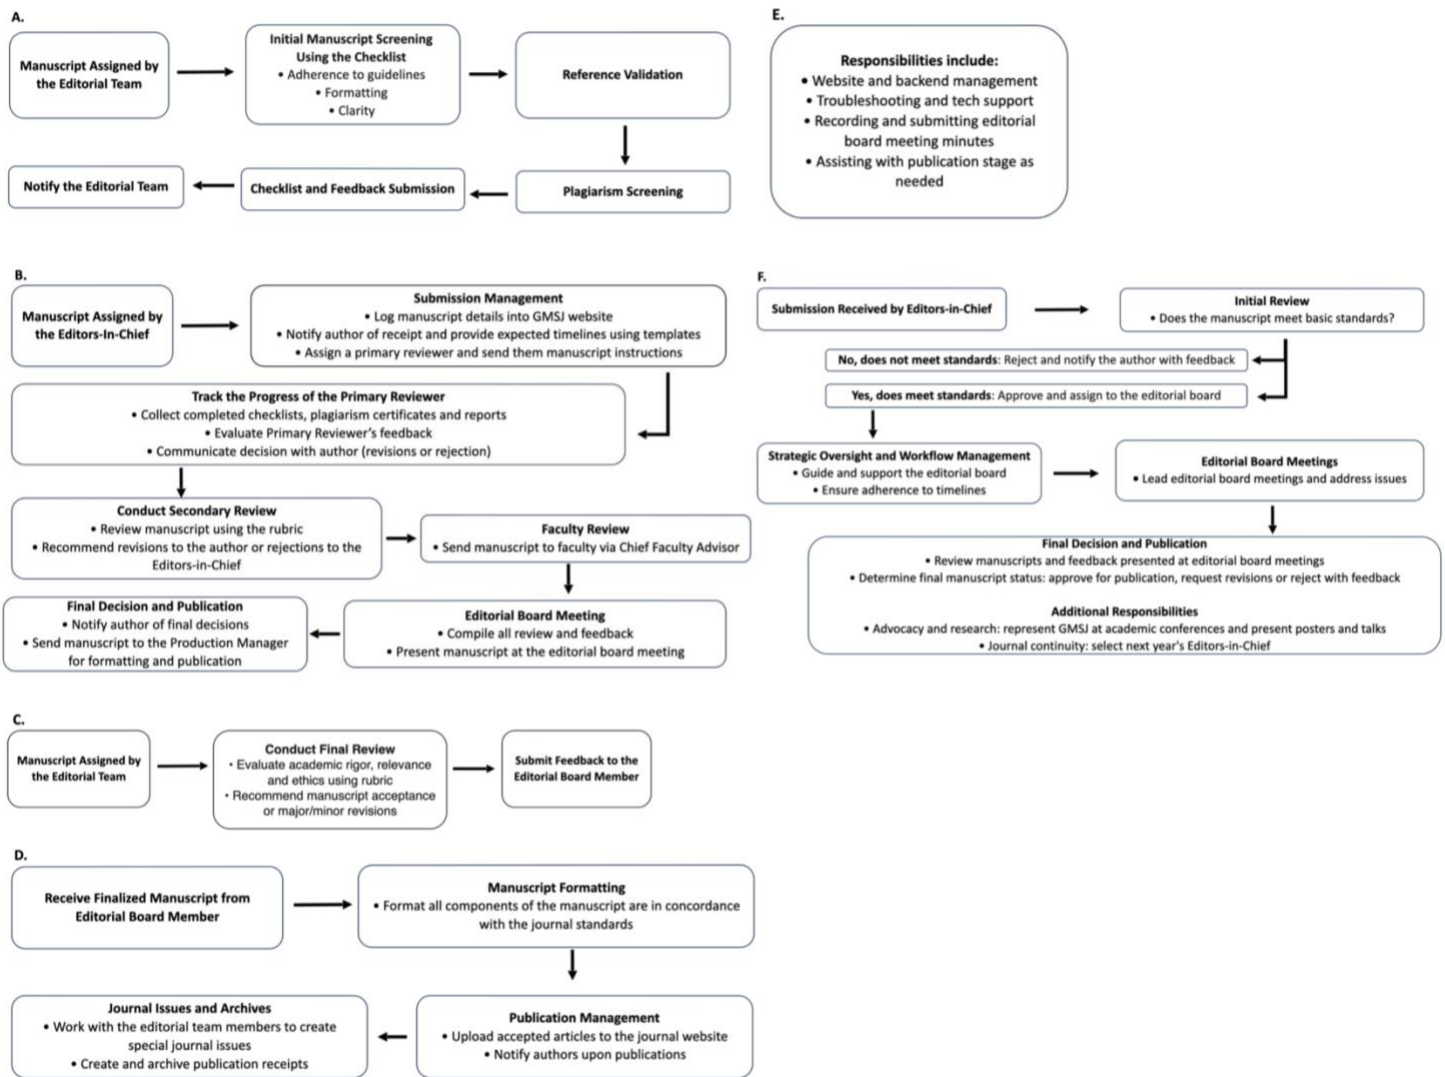 A.
Manuscript Assigned by
the Editorial Team
Initial Manuscript Screening
Using the Checklist
• Adherence to guidelines
• Formatting
• Clarity
Reference Validation
Plagiarism Screening
Checklist and Feedback Submission
Notify the Editorial Team
E.
Responsibilities include:
• Website and backend management
• Troubleshooting and tech support
• Recording and submitting editorial
board meeting minutes
• Assisting with publication stage as
needed
B.
Manuscript Assigned by
the Editors-In-Chief
Submission Management
• Log manuscript details into GMSJ website
• Notify author of receipt and provide expected timelines using templates
• Assign a primary reviewer and send them manuscript instructions
Track the Progress of the Primary Reviewer
• Collect completed checklists, plagiarism certificates and reports
• Evaluate Primary Reviewer's feedback
• Communicate decision with author (revisions or rejection)
Conduct Secondary Review
• Review manuscript using the rubric
• Recommend revisions to the author or rejections to the
Editors-in-Chief
Faculty Review
• Send manuscript to faculty via Chief Faculty Advisor
Editorial Board Meeting
• Compile all review and feedback
• Present manuscript at the editorial board meeting
Final Decision and Publication
• Notify author of final decisions
• Send manuscript to the Production Manager
for formatting and publication
F.
Submission Received by Editors-in-Chief
Initial Review
• Does the manuscript meet basic standards?
No, does not meet standards: Reject and notify the author with feedback
Yes, does meet standards: Approve and assign to the editorial board
Strategic Oversight and Workflow Management
• Guide and support the editorial board
• Ensure adherence to timelines
Editorial Board Meetings
• Lead editorial board meetings and address issues
Final Decision and Publication
• Review manuscripts and feedback presented at editorial board meetings
• Determine final manuscript status: approve for publication, request revisions or reject with feedback
Additional Responsibilities
• Advocacy and research: represent GMSJ at academic conferences and present posters and talks
• Journal continuity: select next year's Editors-in-Chief
C.
Manuscript Assigned by
the Editorial Team
Conduct Final Review
• Evaluate academic rigor, relevance
and ethics using rubric
• Recommend manuscript acceptance
or major/minor revisions
Submit Feedback to the
Editorial Board Member
D.
Receive Finalized Manuscript from
Editorial Board Member
Manuscript Formatting
• Format all components of the manuscript are in concordance
with the journal standards
Publication Management
• Upload accepted articles to the journal website
• Notify authors upon publications
Journal Issues and Archives
• Work with the editorial team members to create
special journal issues
• Create and archive publication receipts